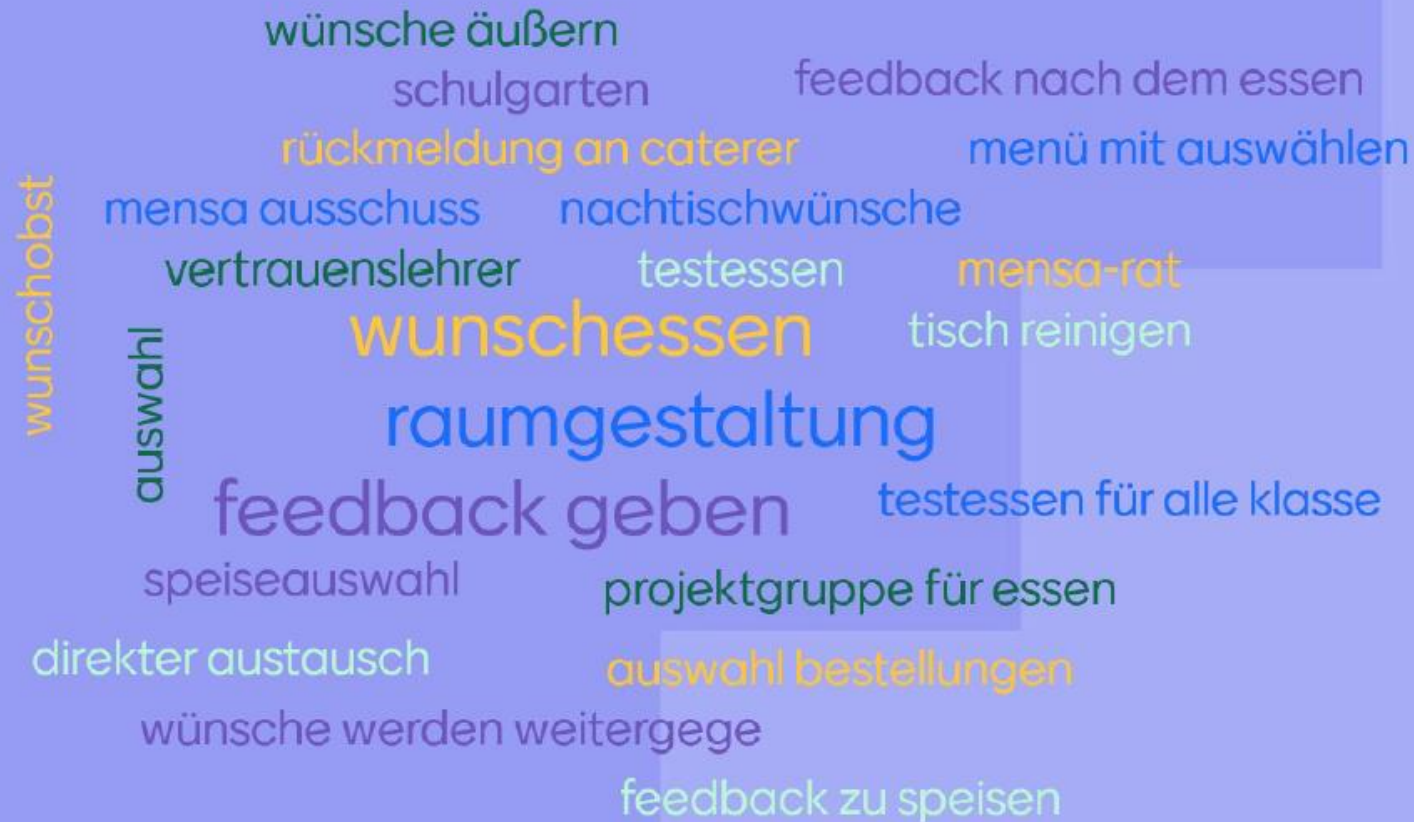 wünsche äußern
schulgarten
feedback nach dem essen
rückmeldung an caterer
menü mit auswählen
wunschobst
mensa ausschuss
nachtischwünsche
vertrauenslehrer
testessen
mensa-rat
wunschessen
tisch reinigen
auswahl
raumgestaltung
feedback geben
testessen für alle klasse
speiseauswahl
projektgruppe für essen
direkter austausch
auswahl bestellungen
wünsche werden weitergege
feedback zu speisen